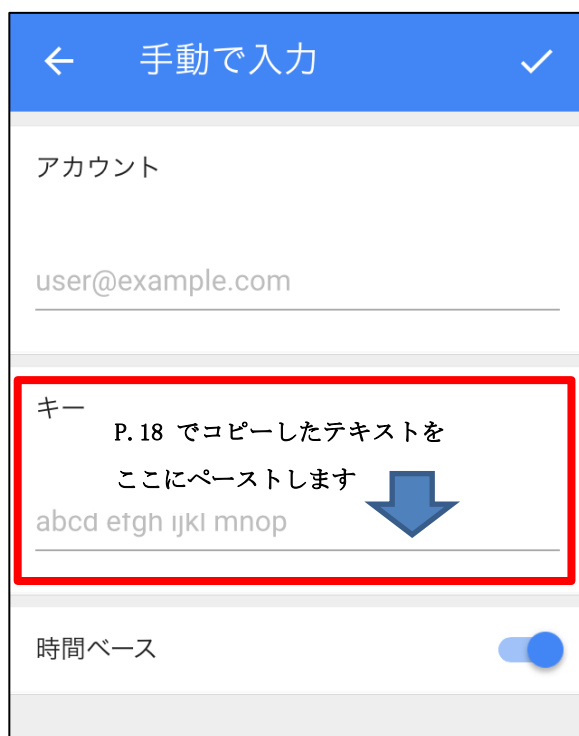 手動で入力
アカウント
user@example.com
キー
P.18 でコピーしたテキストを
ここにペーストします
abcd efgh ijkl mnop
時間ベース